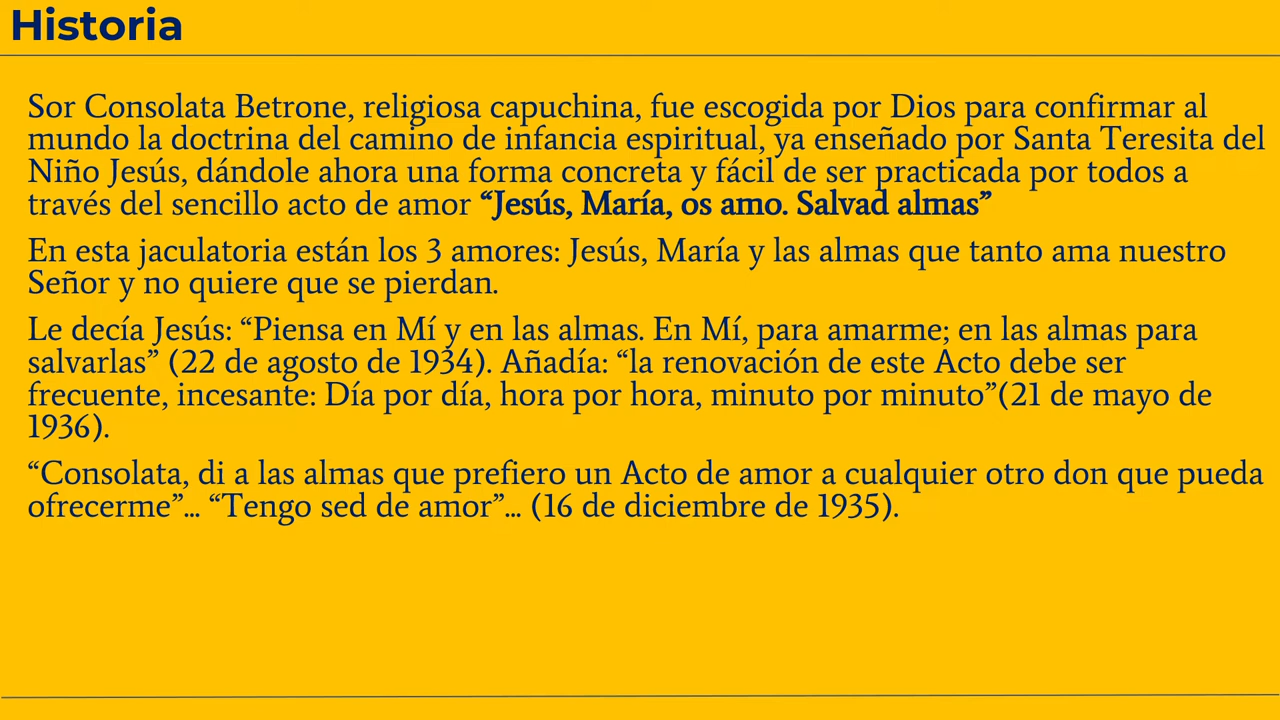 Historia
Sor Consolata Betrone, religiosa capuchina, fue escogida por Dios para confirmar al
mundo la doctrina del camino de infancia espiritual, ya enseñado por Santa Teresita del
Niño Jesús, dándole ahora una forma concreta y fácil de ser practicada por todos a
través del sencillo acto de amor “Jesús, María, os amo. Salvad almas”
En esta jaculatoria están los 3 amores: Jesús, María y las almas que tanto ama nuestro
Señor y no quiere que se pierdan.
Le decía Jesús: “Piensa en Mí y en las almas. En Mí, para amarme; en las almas para
salvarlas” (22 de agosto de 1934). Añadía: “la renovación de este Acto debe ser
frecuente, incesante: Día por día, hora por hora, minuto por minuto”(21 de mayo de
1936).
“Consolata, di a las almas que prefiero un Acto de amor a cualquier otro don que pueda
ofrecerme”... “Tengo sed de amor”... (16 de diciembre de 1935).